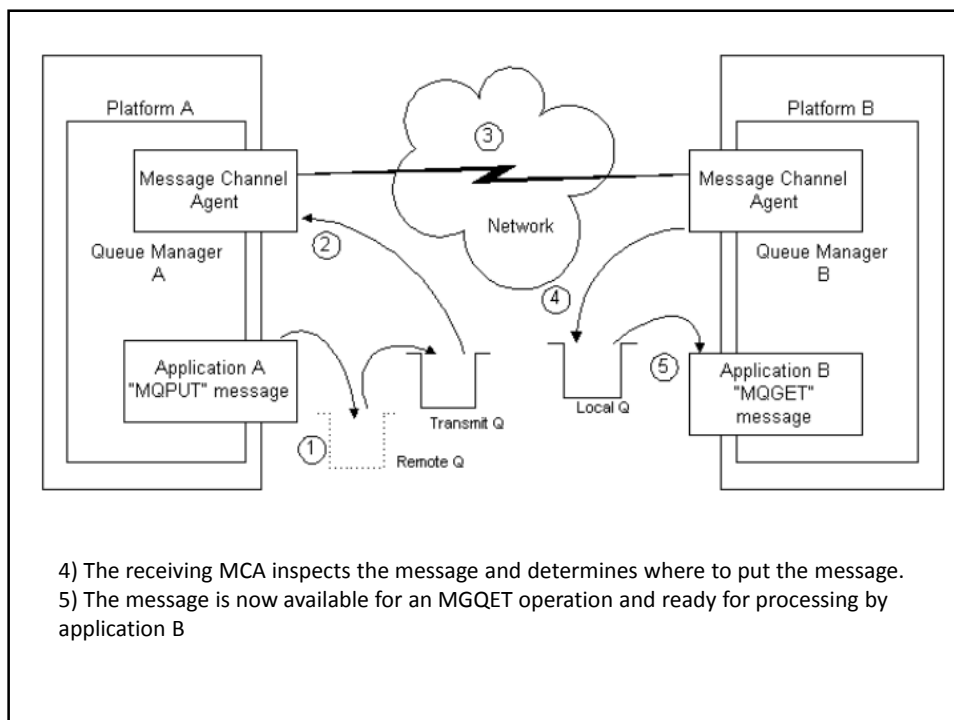 Platform A
Platform B
3
Message Channel
Agent
Message Channel
Agent
Network
2
Queue Manager
A
Queue Manager
B
4
Application A
"MQPUT" message
5
Application B
"MQGET"
message
Transmit Q
Local Q
1
Remote Q
4) The receiving MCA inspects the message and determines where to put the message.
5) The message is now available for an MGQET operation and ready for processing by
application B